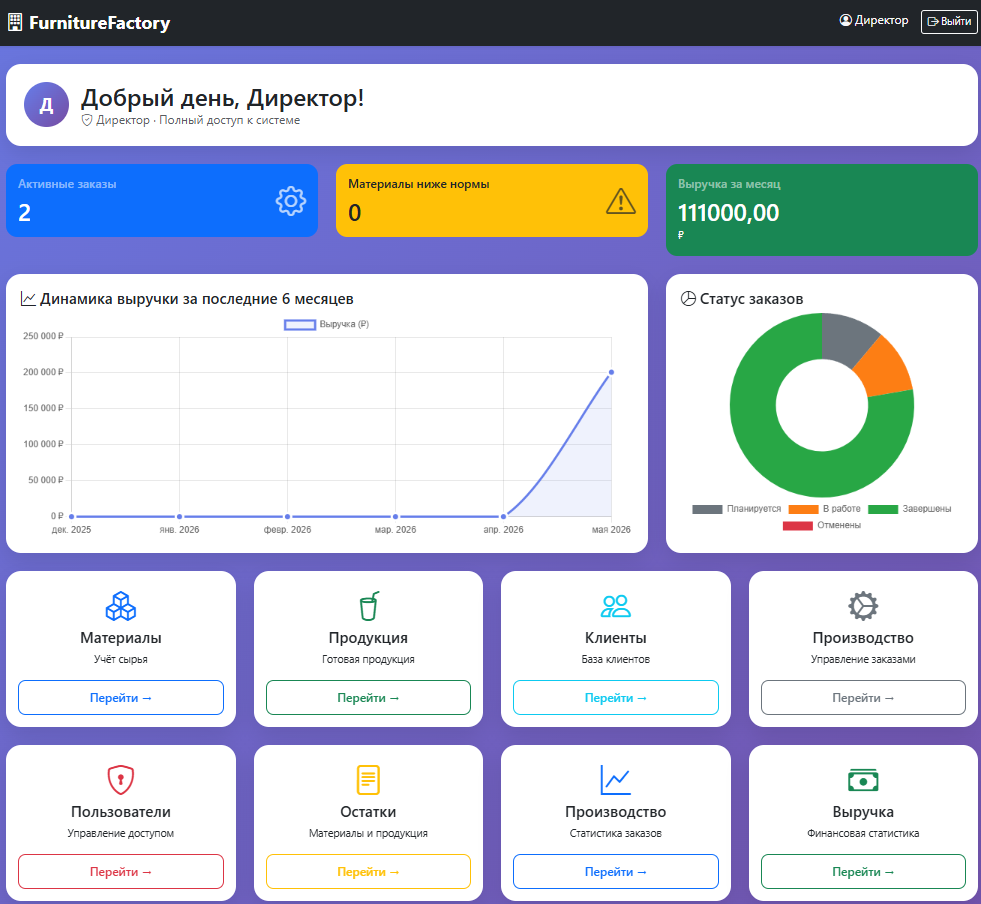 FurnitureFactory
Директор
Выйти
Д
Добрый день, Директор!
Директор · Полный доступ к системе
Активные заказы
2
Материалы ниже нормы
0
Выручка за месяц
111000,00
₽
Динамика выручки за последние 6 месяцев
Выручка (₽)
250 000 ₽
200 000 ₽
150 000 ₽
100 000 ₽
50 000 ₽
0 ₽
дек. 2025 янв. 2026 февр. 2026 мар. 2026 апр. 2026 мая 2026
Статус заказов
Планируется В работе Завершены
Отменены
Материалы
Учёт сырья
Перейти →
Продукция
Готовая продукция
Перейти →
Клиенты
База клиентов
Перейти →
Производство
Управление заказами
Перейти →
Пользователи
Управление доступом
Перейти →
Остатки
Материалы и продукция
Перейти →
Производство
Статистика заказов
Перейти →
Выручка
Финансовая статистика
Перейти →